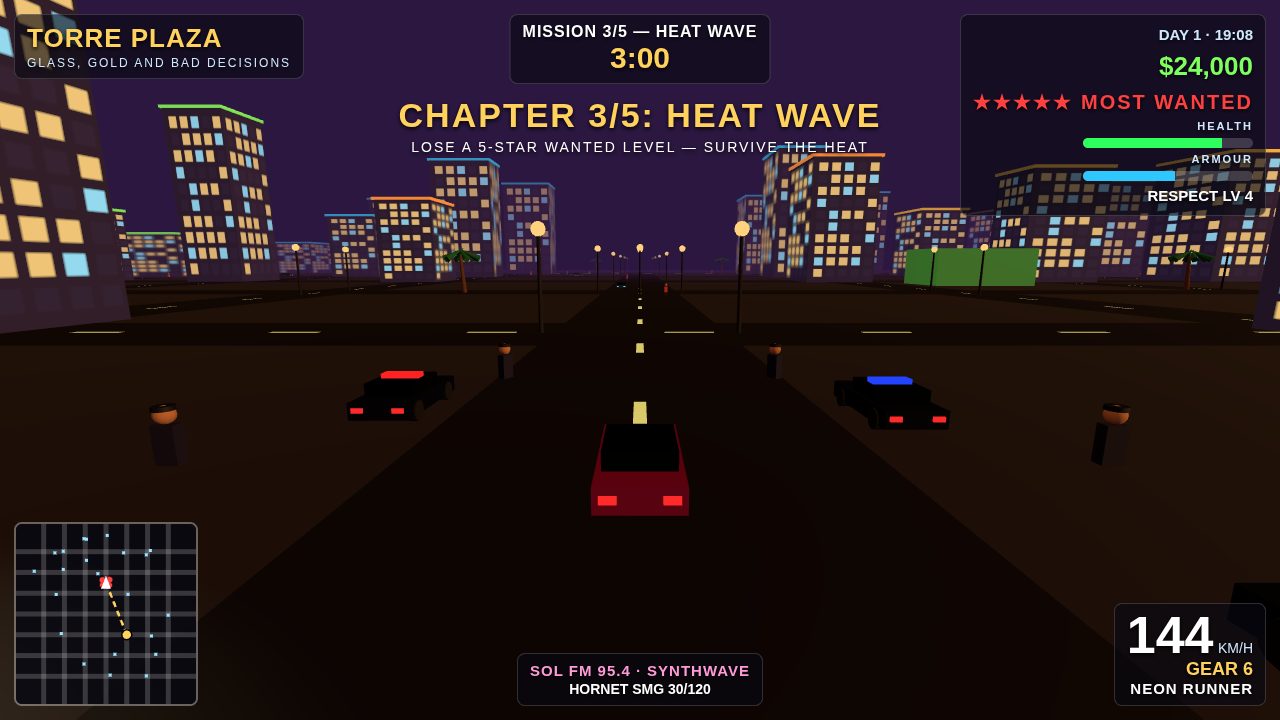 TORRE PLAZA
GLASS, GOLD AND BAD DECISIONS
MISSION 3/5 — HEAT WAVE
3:00
CHAPTER 3/5: HEAT WAVE
LOSE A 5-STAR WANTED LEVEL — SURVIVE THE HEAT
DAY 1 · 19:08
$24,000
★★★★★ MOST WANTED
HEALTH
ARMOUR
RESPECT LV 4
SOL FM 95.4 · SYNTHWAVE
HORNET SMG 30/120
144 KM/H
GEAR 6
NEON RUNNER